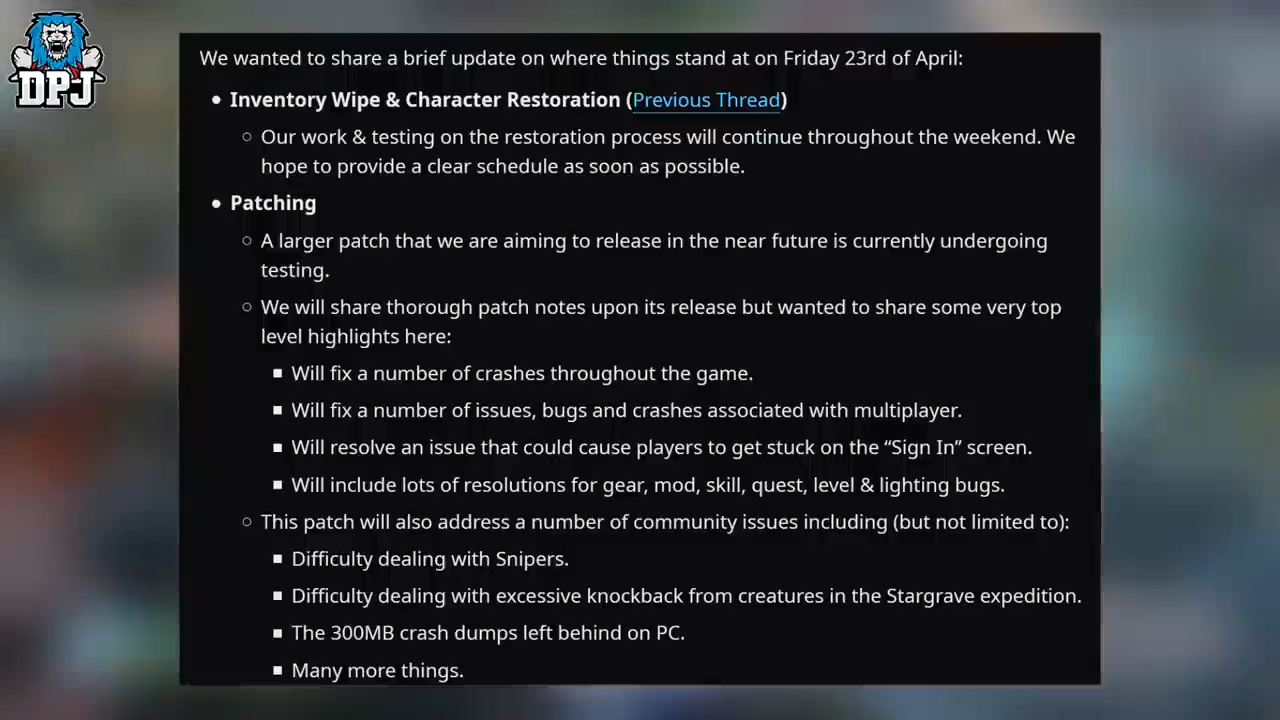 DPJ
We wanted to share a brief update on where things stand at on Friday 23rd of April:
• Inventory Wipe & Character Restoration (Previous Thread)
○ Our work & testing on the restoration process will continue throughout the weekend. We
hope to provide a clear schedule as soon as possible.
• Patching
○ A larger patch that we are aiming to release in the near future is currently undergoing
testing.
○ We will share thorough patch notes upon its release but wanted to share some very top
level highlights here:
■ Will fix a number of crashes throughout the game.
■ Will fix a number of issues, bugs and crashes associated with multiplayer.
■ Will resolve an issue that could cause players to get stuck on the “Sign In” screen.
■ Will include lots of resolutions for gear, mod, skill, quest, level & lighting bugs.
○ This patch will also address a number of community issues including (but not limited to):
■ Difficulty dealing with Snipers.
■ Difficulty dealing with excessive knockback from creatures in the Stargrave expedition.
■ The 300MB crash dumps left behind on PC.
■ Many more things.